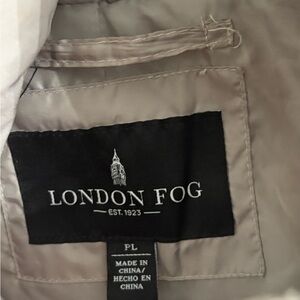 LONDON FOG
EST. 1923
PL
MADE IN
CHINA/
HECHO EN
CHINA